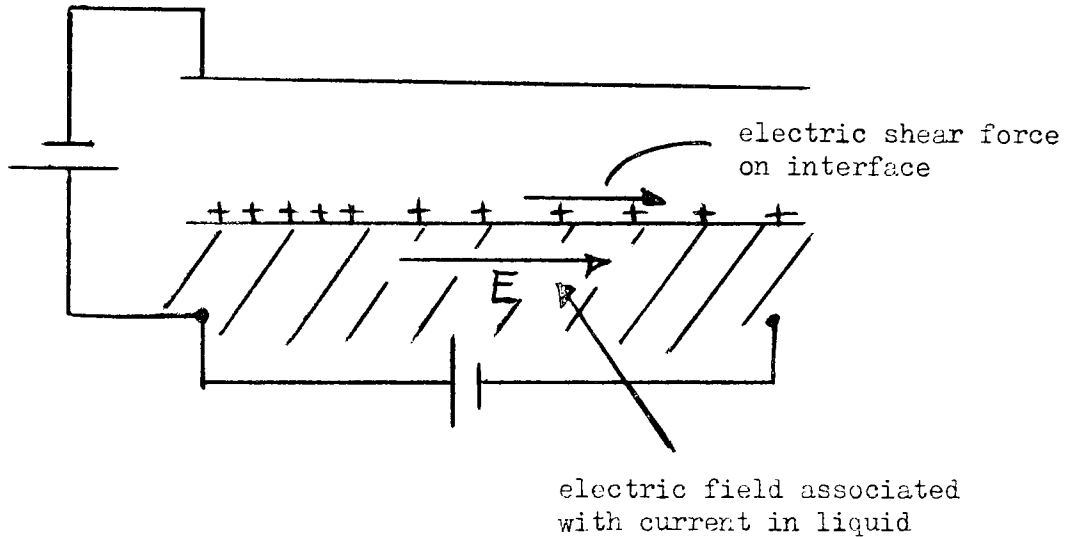 electric shear force
on interface
+ + + + + + + + + + +
E
electric field associated
with current in liquid